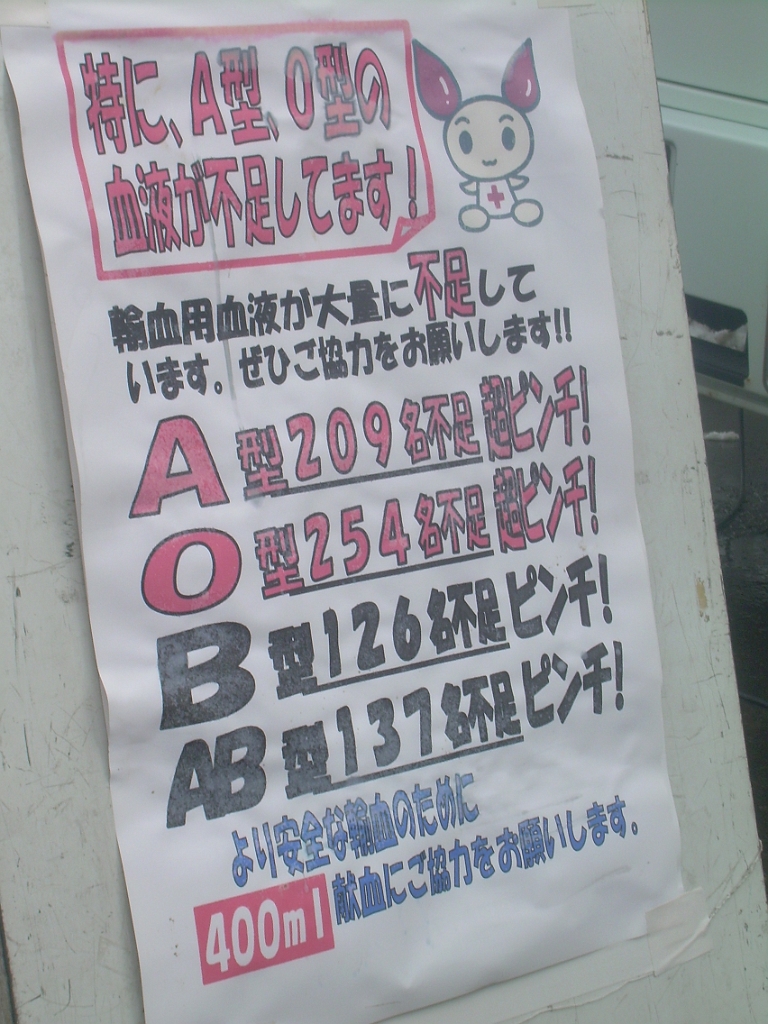 特に、A型、O型の
血液が不足してます！
輸血用血液が大量に不足して
います。ぜひご協力をお願いします!!
A型209名不足 超ピンチ!
O型254名不足 超ピンチ!
B型126名不足 ピンチ!
AB型137名不足 ピンチ!
より安全な輸血のために
400ml献血にご協力をお願いします。